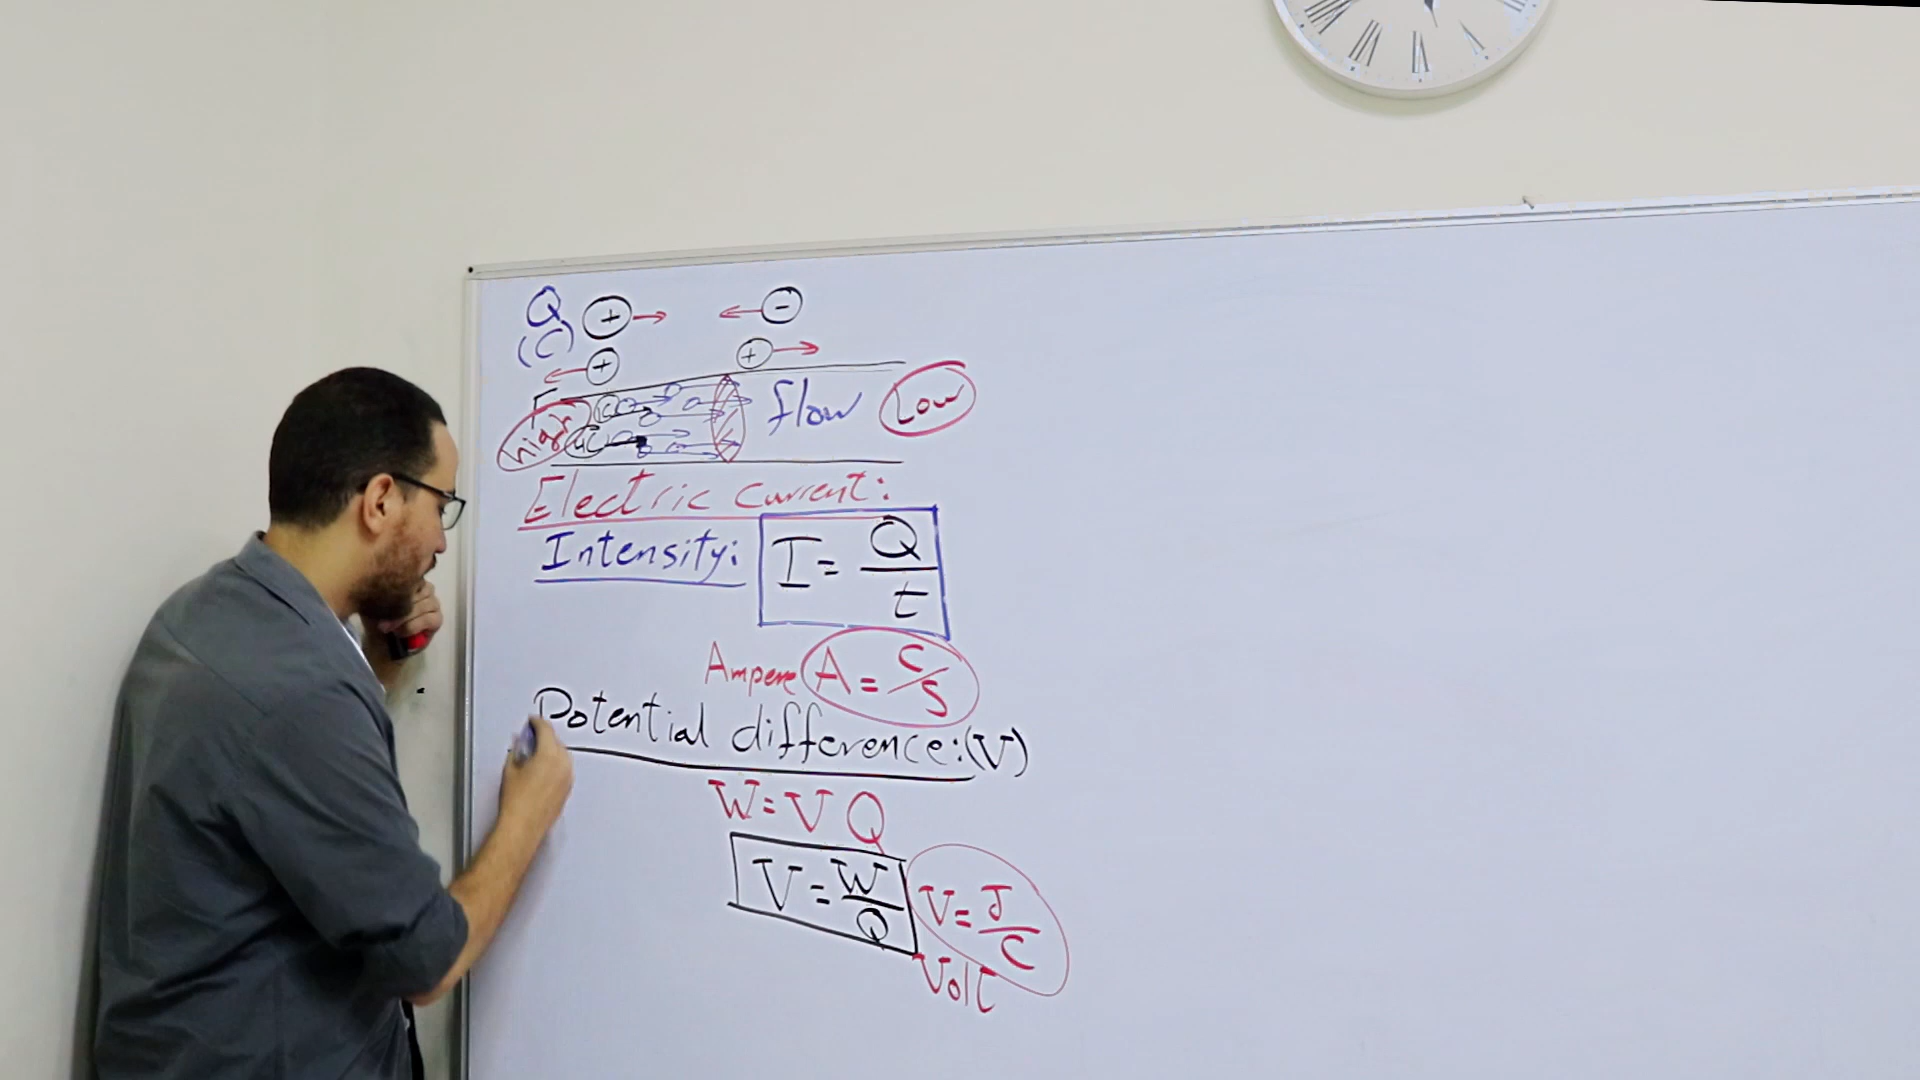 Q + -
(C) + +
high flow Low
Electric current:
Intensity: I = Q/t
Ampere A = C/S
Potential difference:(V)
W = V Q
V = W/Q V = J/C
Volt